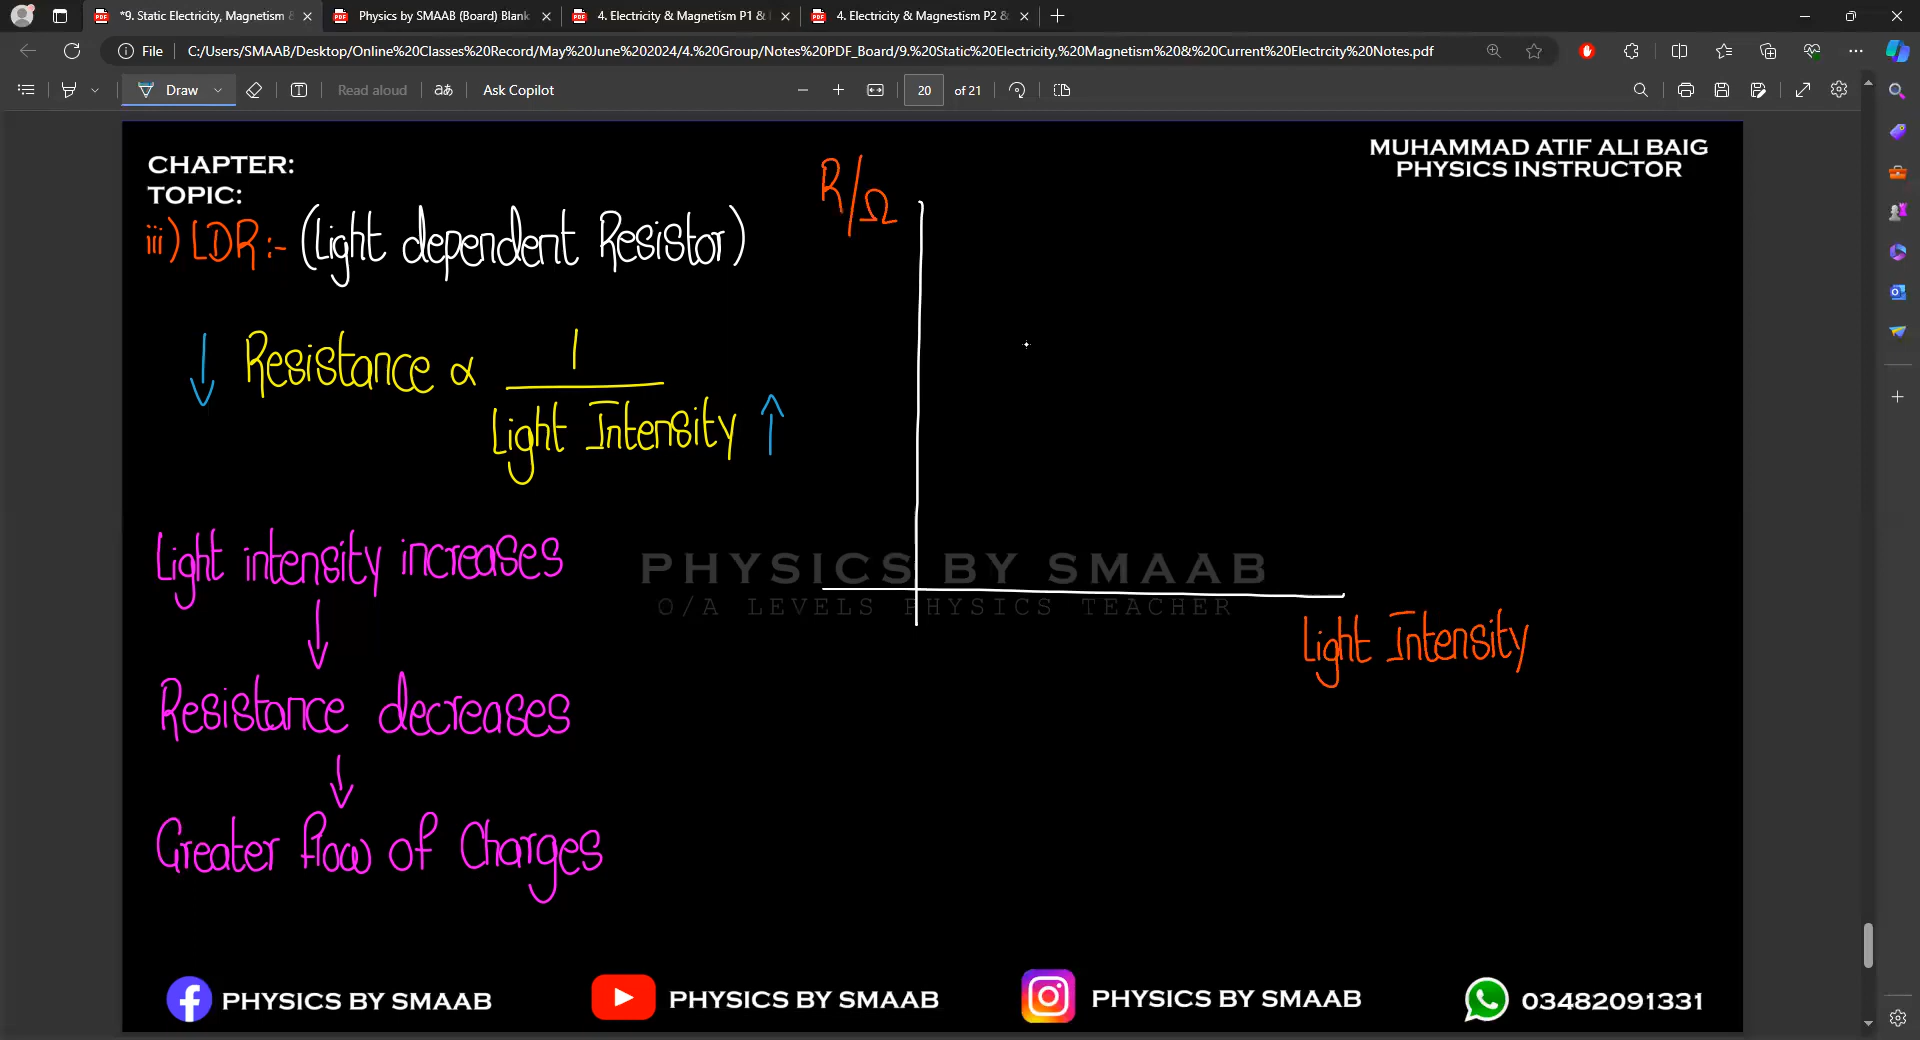 *9. Static Electricity, Magnetism &
Physics by SMAAB (Board) Blank
4. Electricity & Magnetism P1 &
4. Electricity & Magnestism P2 &
File
C:/Users/SMAAB/Desktop/Online%20Classes%20Record/May%20June%202024/4.%20Group/Notes%20PDF_Board/9.%20Static%20Electricity,%20Magnetism%20&%20Current%20Electrcity%20Notes.pdf
Draw
Read aloud
aあ
Ask Copilot
20 of 21
CHAPTER:
TOPIC:
MUHAMMAD ATIF ALI BAIG
PHYSICS INSTRUCTOR
iii) LDR:- (Light dependent Resistor)
R/Ω
Resistance ∝ 1
Light Intensity
Light intensity increases
PHYSICS BY SMAAB
O/A LEVELS PHYSICS TEACHER
Light Intensity
Resistance decreases
Greater flow of Charges
PHYSICS BY SMAAB
PHYSICS BY SMAAB
PHYSICS BY SMAAB
03482091331